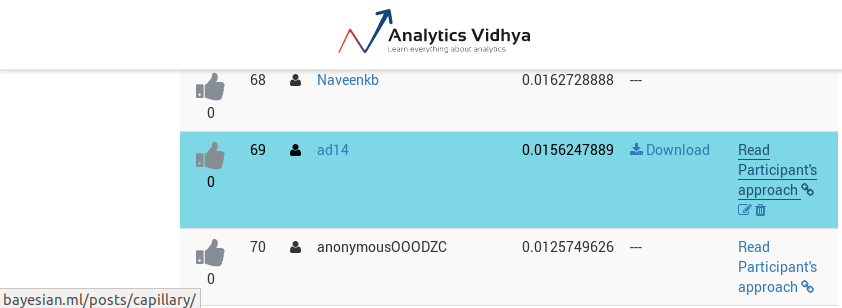 Analytics Vidhya
Learn everything about analytics
68 Naveenkb 0.0162728888 ---
0
69 ad14 0.0156247889 Download Read
Participant's
approach
0
70 anonymousOOODZC 0.0125749626 --- Read
Participant's
approach
0
bayesian.ml/posts/capillary/